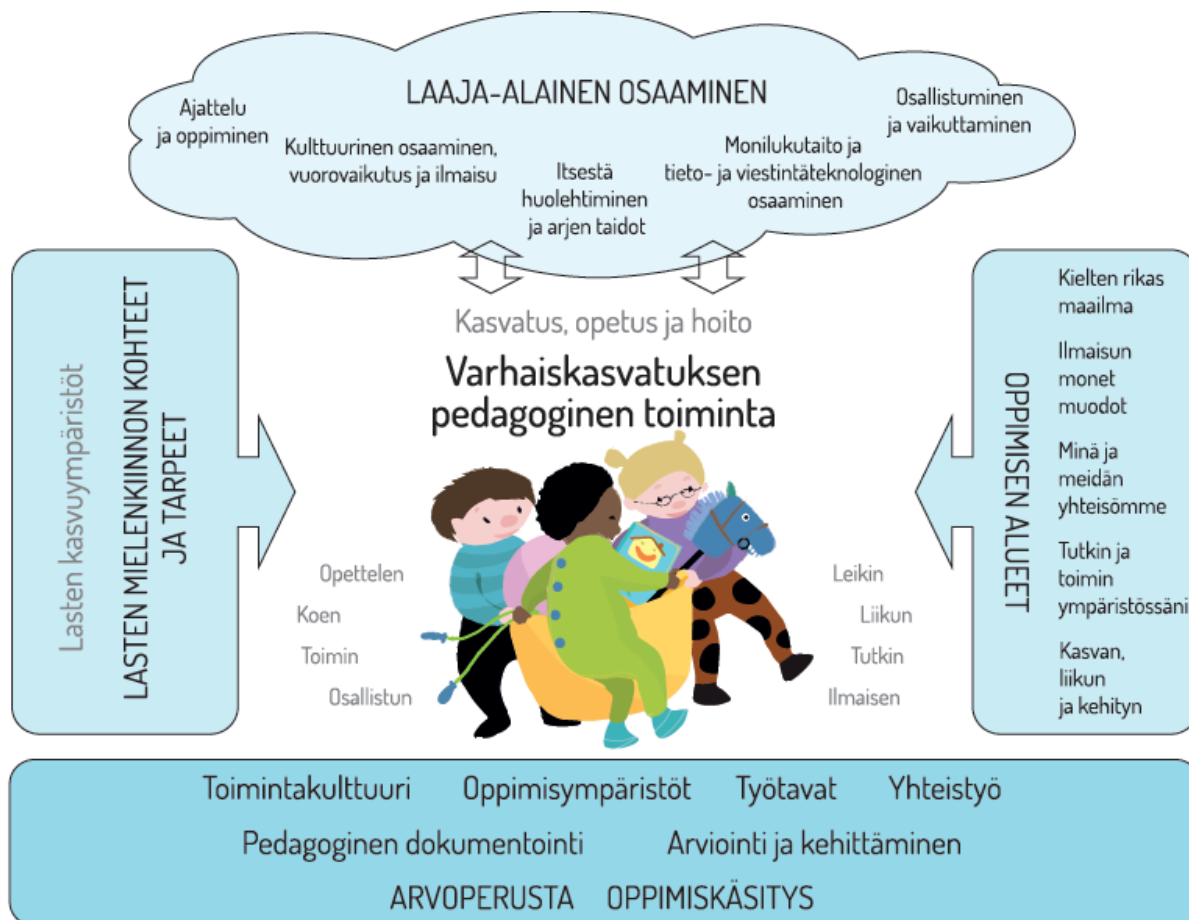 LAAJA-ALAINEN OSAAMINEN
Ajattelu
ja oppiminen
Kulttuurinen osaaminen,
vuorovaikutus ja ilmaisu
Itsestä
huolehtiminen
ja arjen taidot
Monilukutaito ja
tieto- ja viestintäteknologinen
osaaminen
Osallistuminen
ja vaikuttaminen
Lasten kasvuympäristöt
LASTEN MIELENKIINNON KOHTEET
JA TARPEET
Kasvatus, opetus ja hoito
Varhaiskasvatuksen
pedagoginen toiminta
Opettelen
Koen
Toimin
Osallistun
Leikin
Liikun
Tutkin
Ilmaisen
OPPIMISEN ALUEET
Kielten rikas
maailma
Ilmaisun
monet
muodot
Minä ja
meidän
yhteisömme
Tutkin ja
toimin
ympäristössäni
Kasvan,
liikun
ja kehityn
Toimintakulttuuri Oppimisympäristöt Työtavat Yhteistyö
Pedagoginen dokumentointi Arviointi ja kehittäminen
ARVOPERUSTA OPPIMISKÄSITYS